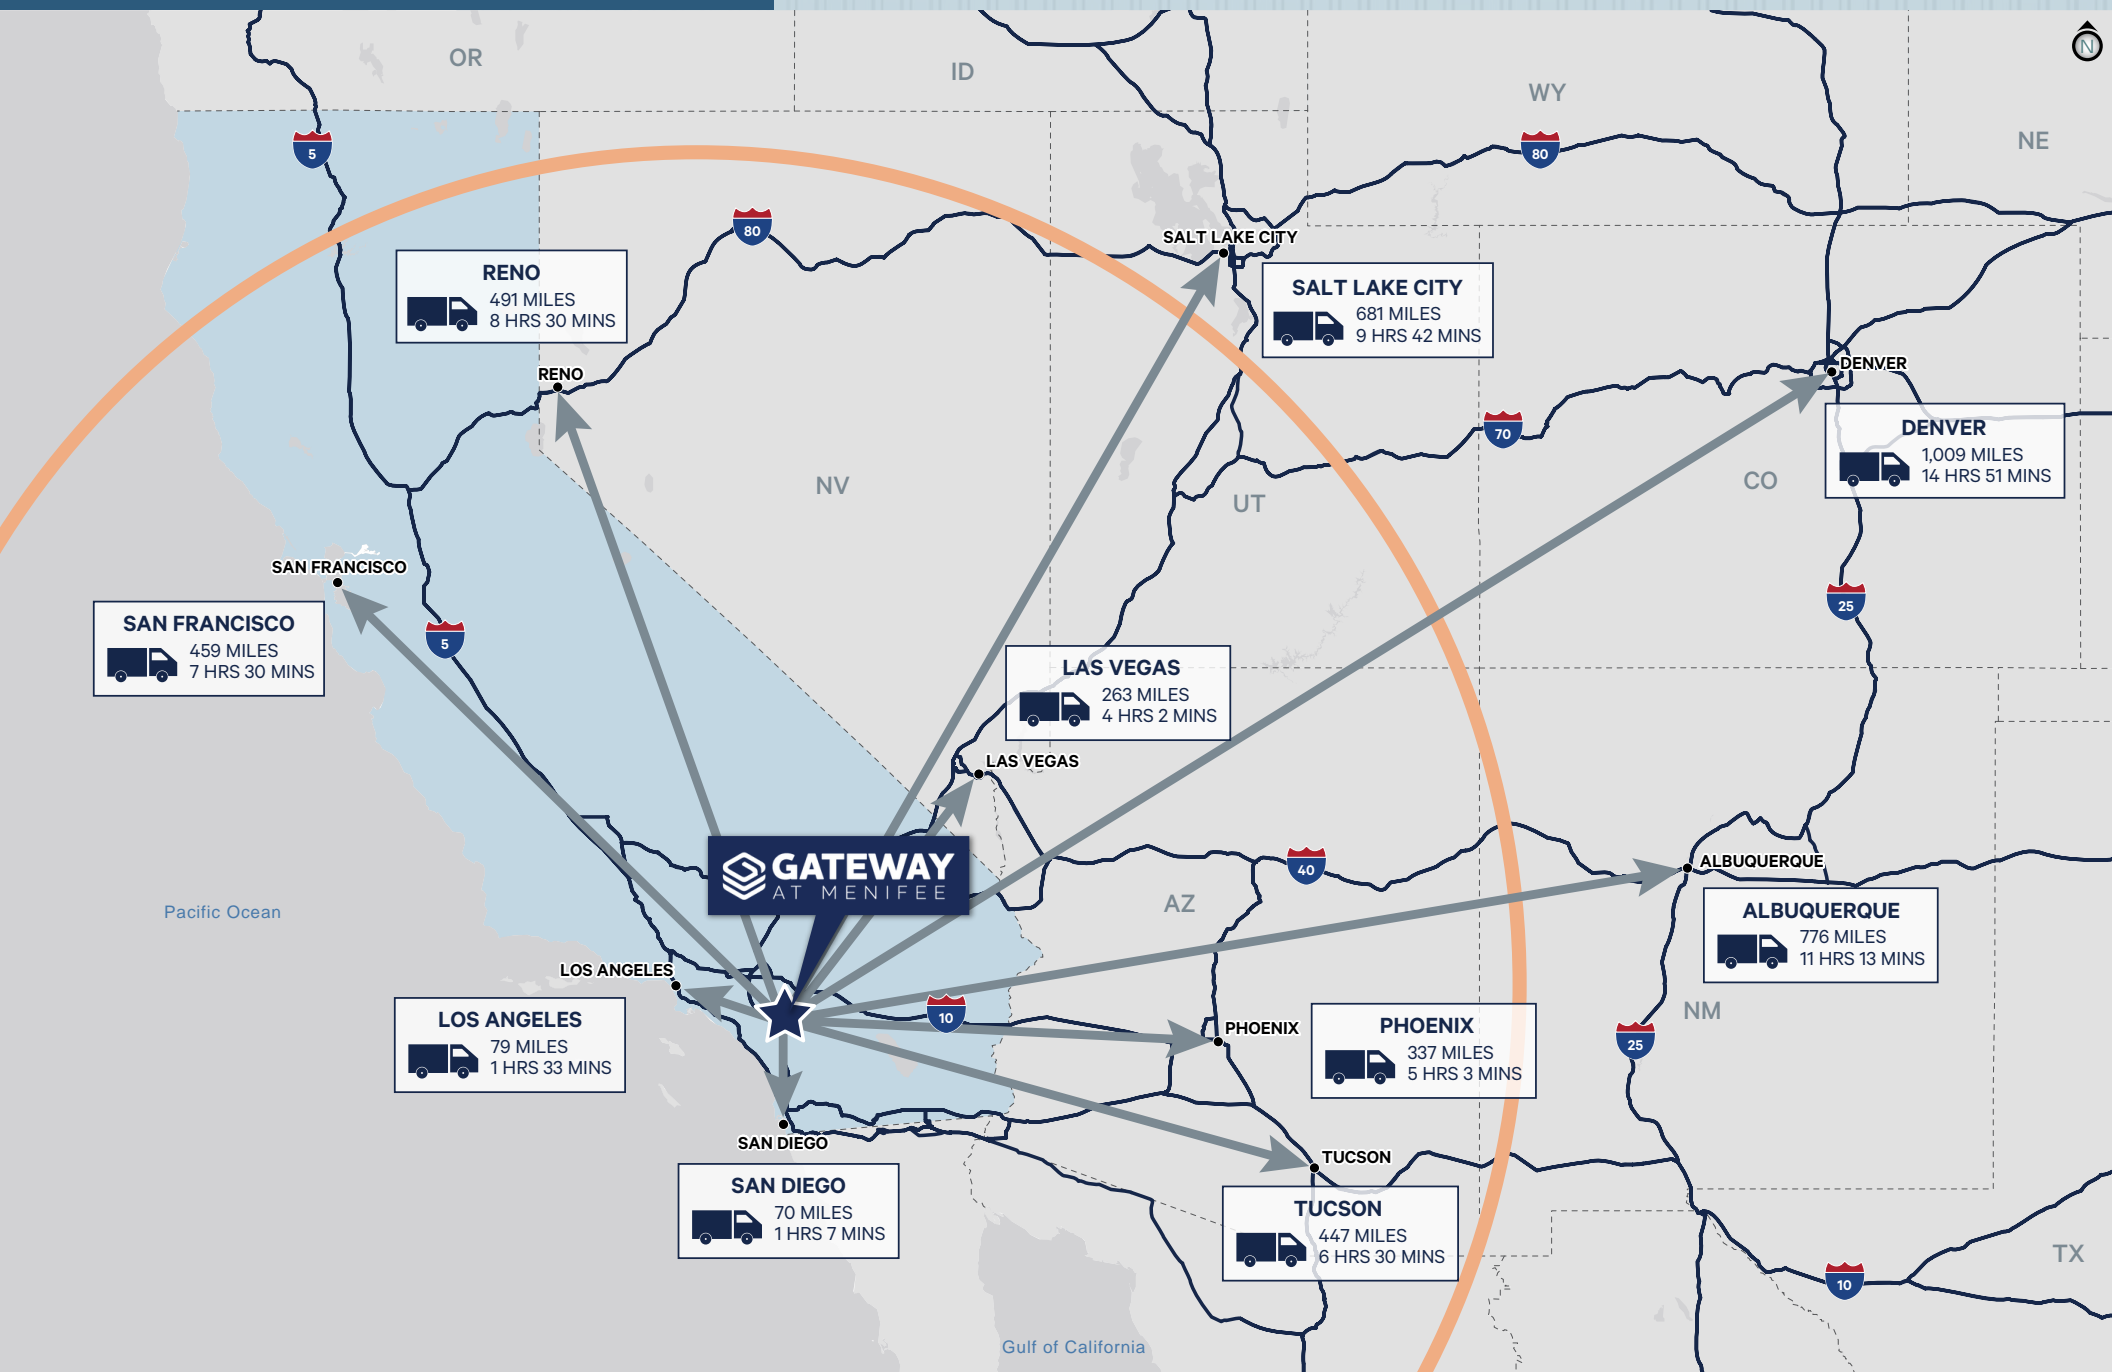 OR
ID
WY
NE
N
5
80
80
SALT LAKE CITY
RENO
491 MILES
8 HRS 30 MINS
SALT LAKE CITY
681 MILES
9 HRS 42 MINS
RENO
DENVER
70
DENVER
1,009 MILES
14 HRS 51 MINS
NV
UT
CO
SAN FRANCISCO
25
SAN FRANCISCO
459 MILES
7 HRS 30 MINS
5
LAS VEGAS
263 MILES
4 HRS 2 MINS
LAS VEGAS
GATEWAY
AT MENIFEE
40
ALBUQUERQUE
AZ
Pacific Ocean
ALBUQUERQUE
776 MILES
11 HRS 13 MINS
LOS ANGELES
LOS ANGELES
79 MILES
1 HRS 33 MINS
10
PHOENIX
PHOENIX
337 MILES
5 HRS 3 MINS
NM
25
SAN DIEGO
SAN DIEGO
70 MILES
1 HRS 7 MINS
TUCSON
TUCSON
447 MILES
6 HRS 30 MINS
TX
10
Gulf of California